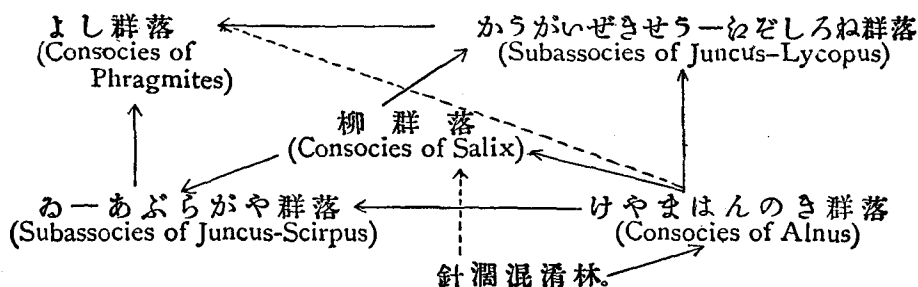 よし群落
(Consocies of
Phragmites)
かうがいぜきせうーひぞしろね群落
(Subassocies of Juncus-Lycopus)
柳群落
(Consocies of Salix)
ゐーあぶらがや群落
(Subassocies of Juncus-Scirpus)
けやまはんのき群落
(Consocies of Alnus)
針濶混淆林。